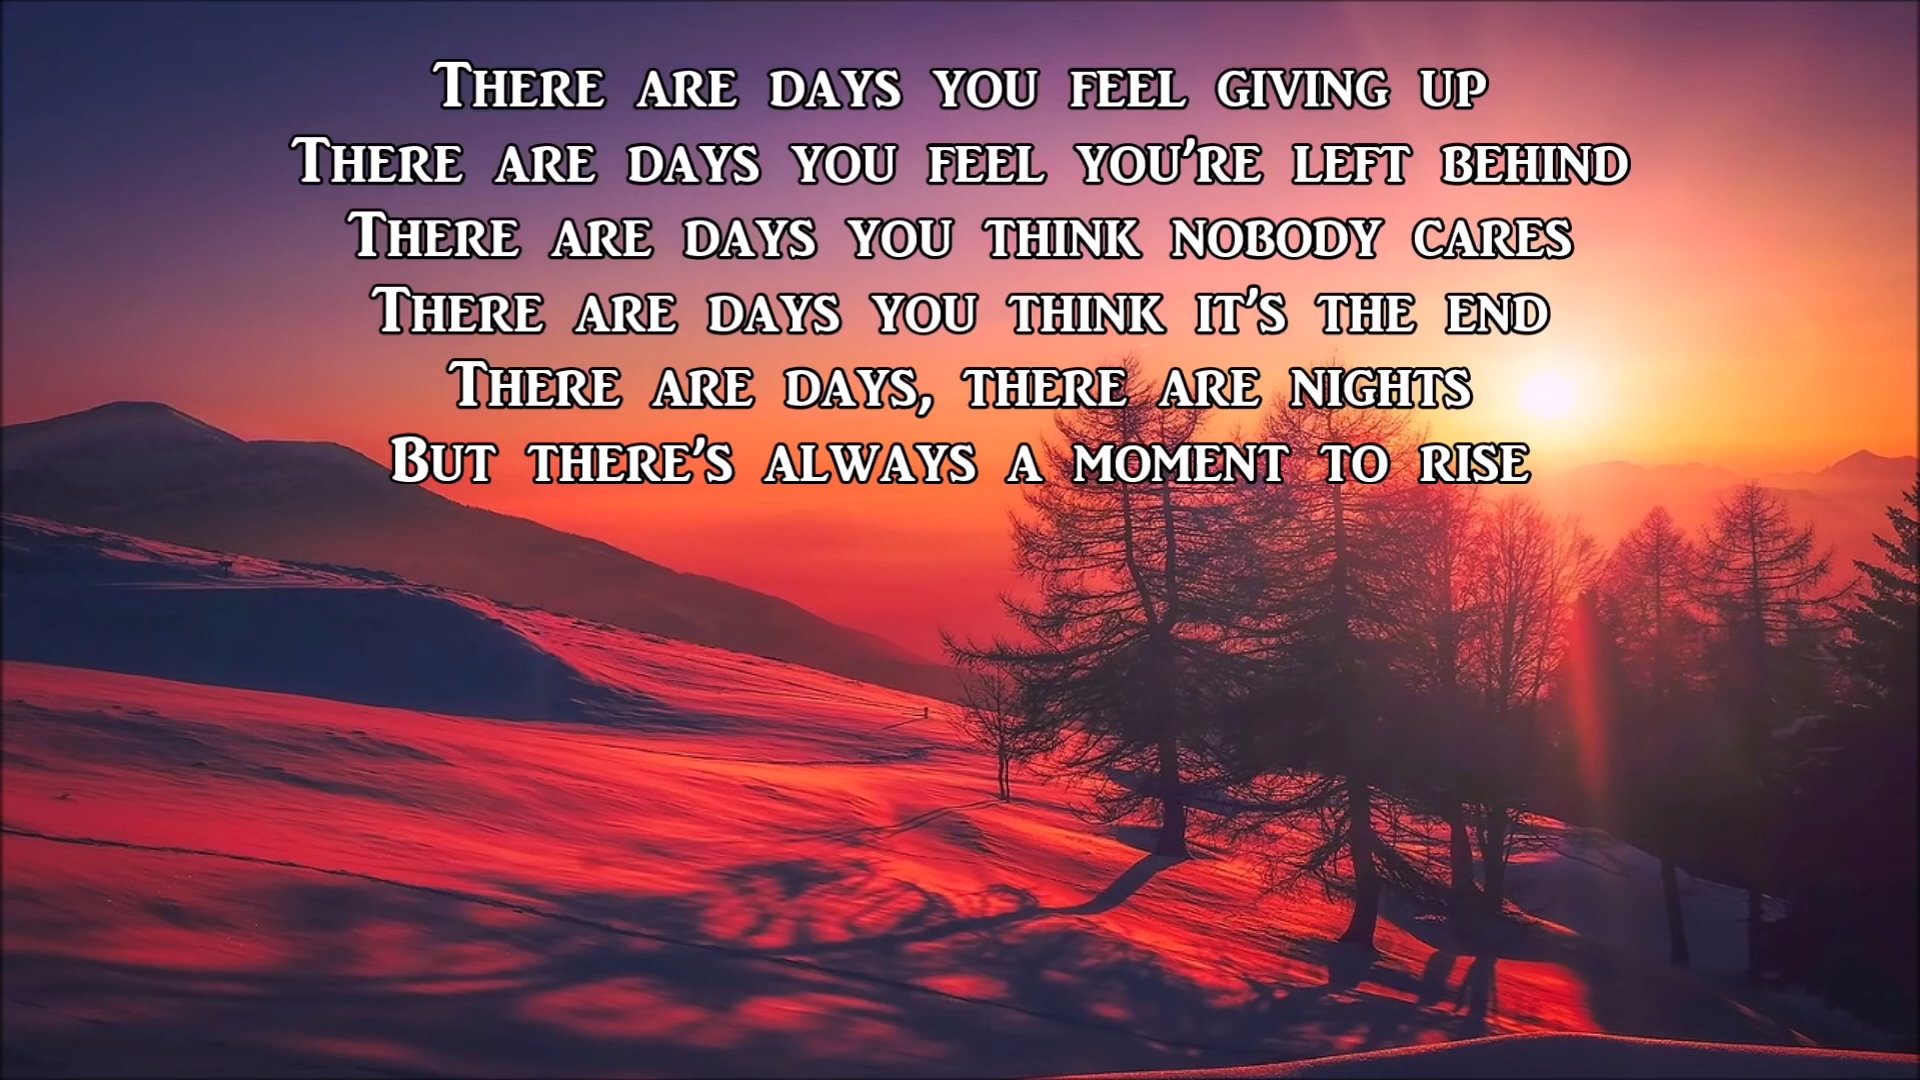 There are days you feel giving up
There are days you feel you're left behind
There are days you think nobody cares
There are days you think it's the end
There are days, there are nights
But there's always a moment to rise